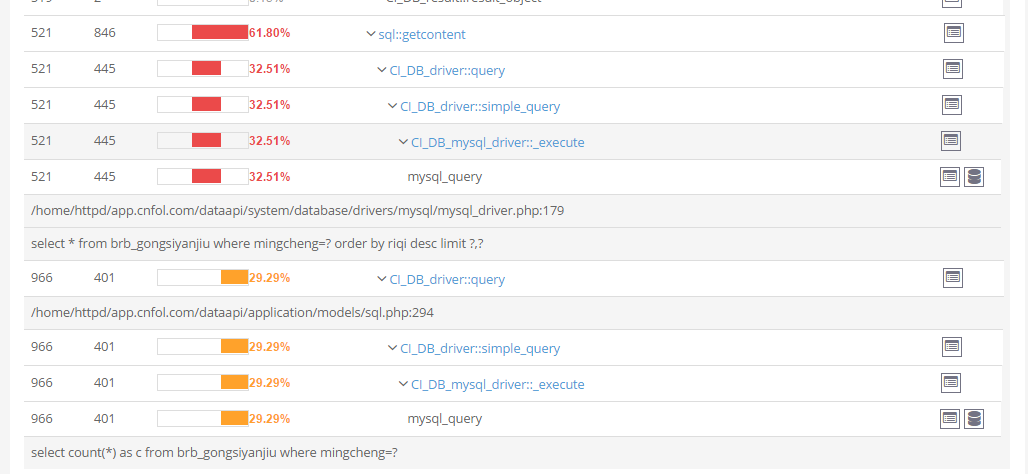 521 846 61.80% sql::getcontent
521 445 32.51% CI_DB_driver::query
521 445 32.51% CI_DB_driver::simple_query
521 445 32.51% CI_DB_mysql_driver::_execute
521 445 32.51% mysql_query
/home/httpd/app.cnfol.com/dataapi/system/database/drivers/mysql/mysql_driver.php:179
select * from brb_gongsiyanjiu where mingcheng=? order by riqi desc limit ?,?
966 401 29.29% CI_DB_driver::query
/home/httpd/app.cnfol.com/dataapi/application/models/sql.php:294
966 401 29.29% CI_DB_driver::simple_query
966 401 29.29% CI_DB_mysql_driver::_execute
966 401 29.29% mysql_query
select count(*) as c from brb_gongsiyanjiu where mingcheng=?